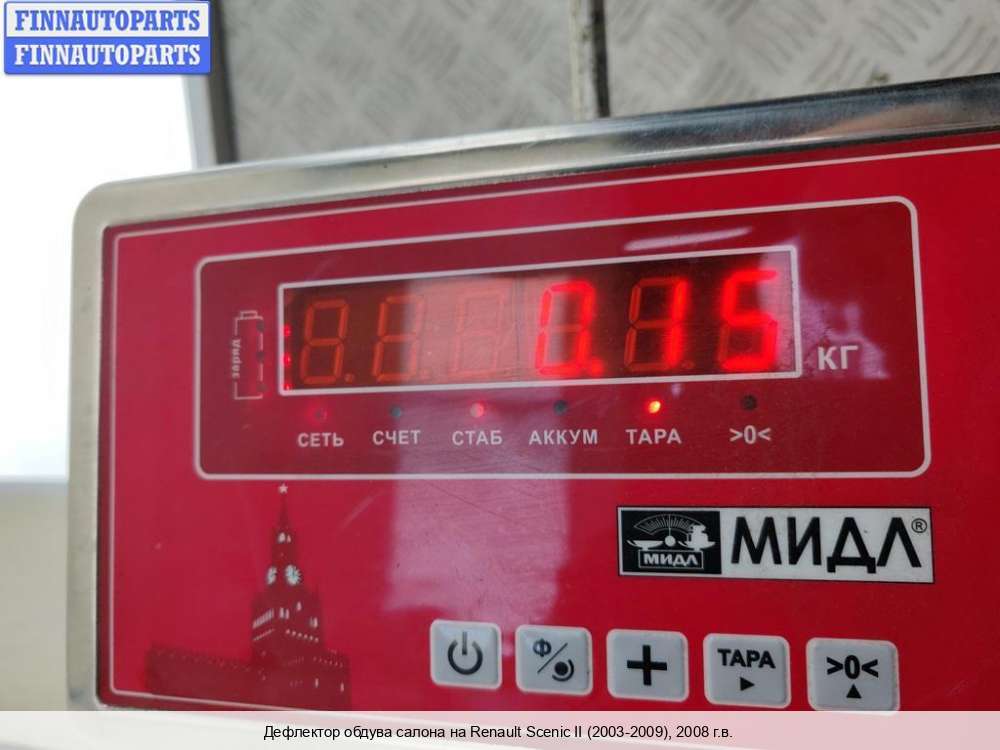 FINNAUTOPARTS
FINNAUTOPARTS
заряд
0.15 КГ
СЕТЬ СЧЕТ СТАБ АККУМ ТАРА >0<
МИДЛ МИДЛ®
Ф/ + ТАРА >0<
Дефлектор обдува салона на Renault Scenic II (2003-2009), 2008 г.в.